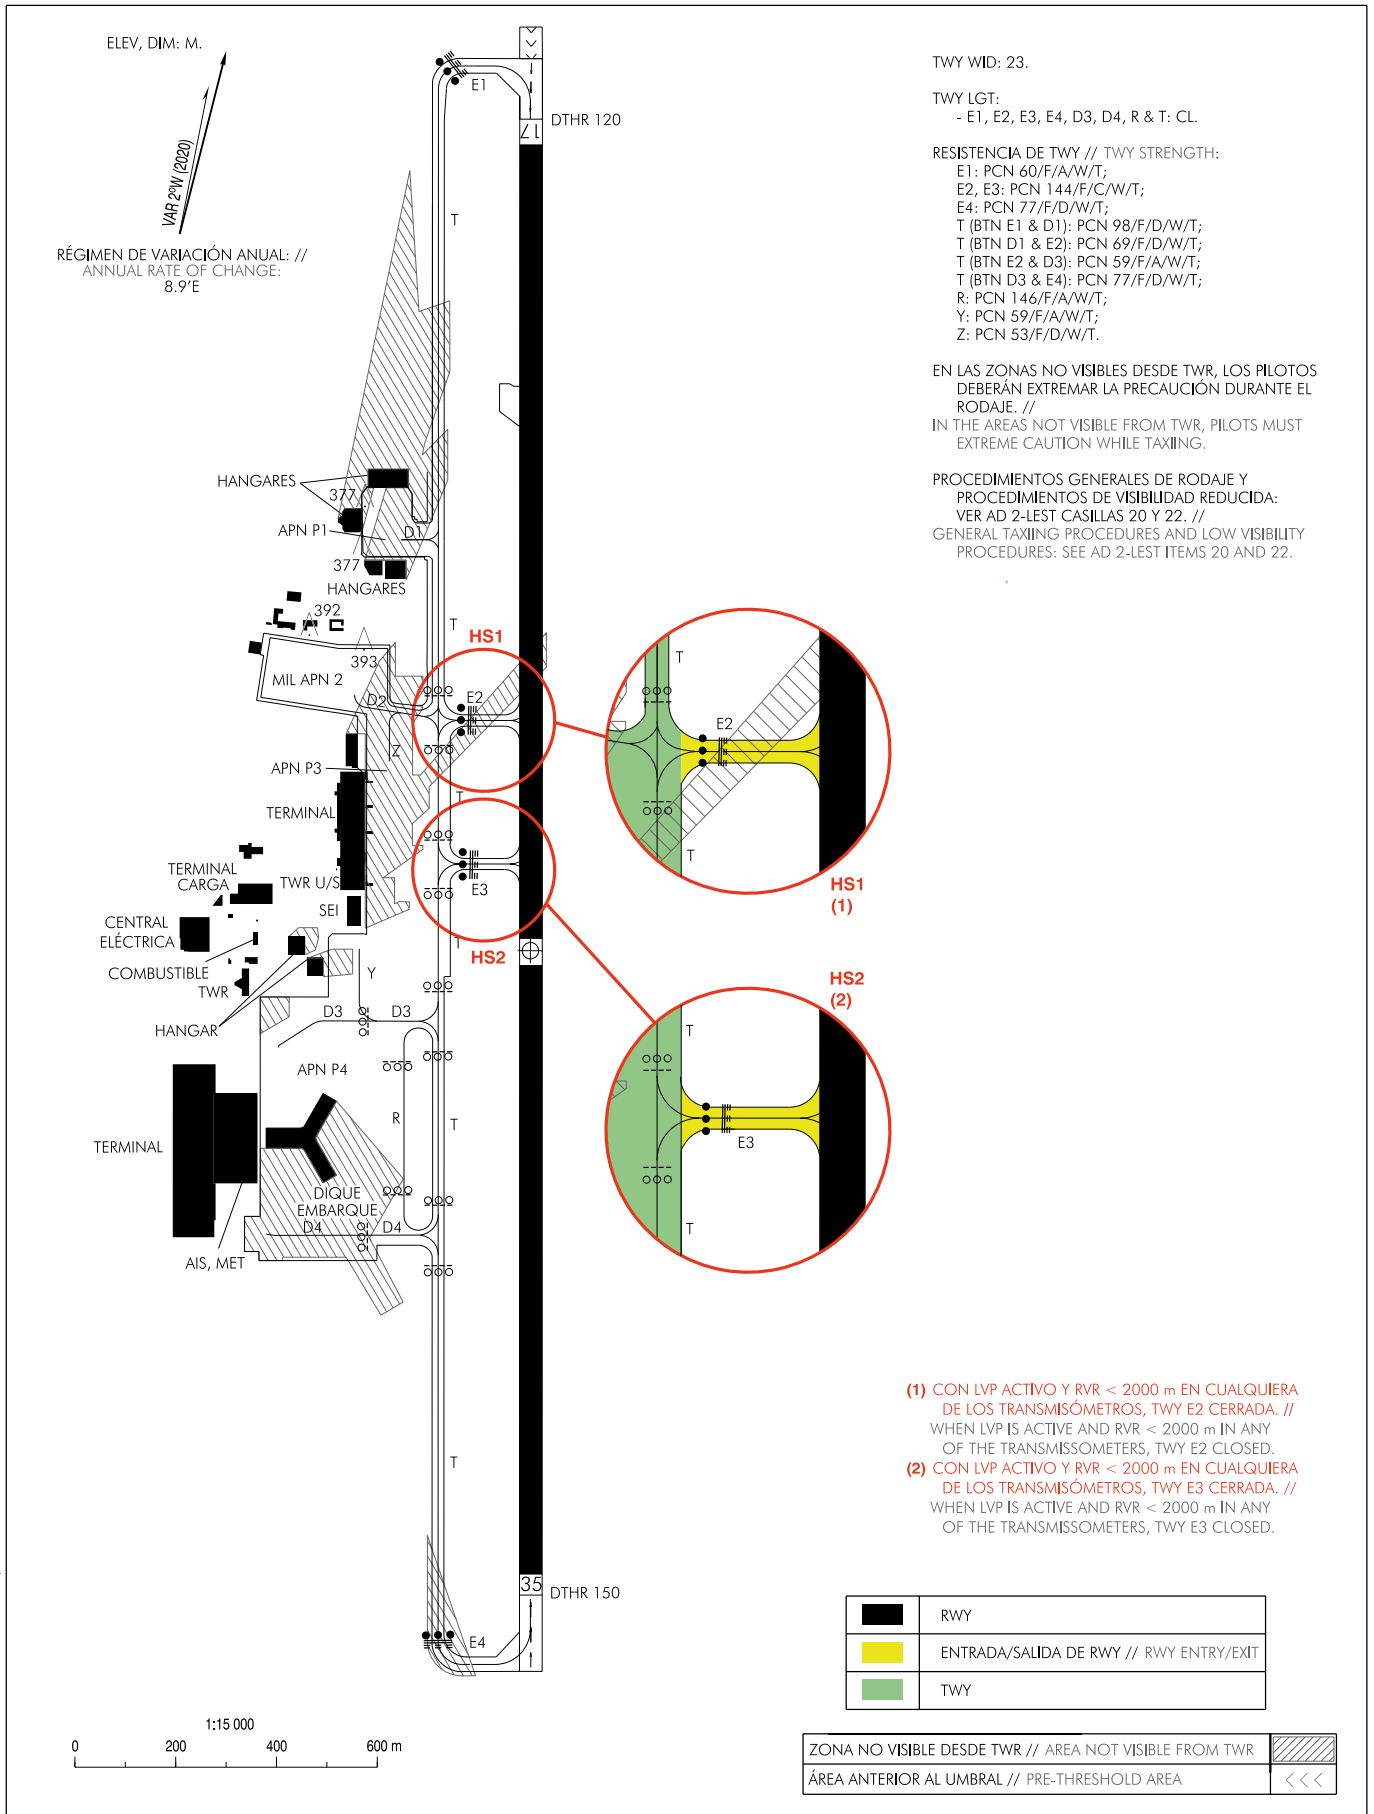 ELEV, DIM: M.
VAR 2ºW (2020)
RÉGIMEN DE VARIACIÓN ANUAL: //
ANNUAL RATE OF CHANGE:
8.9'E
E1
DTHR 120
17
T
TWY WID: 23.
TWY LGT:
- E1, E2, E3, E4, D3, D4, R & T: CL.
RESISTENCIA DE TWY // TWY STRENGTH:
E1: PCN 60/F/A/W/T;
E2, E3: PCN 144/F/C/W/T;
E4: PCN 77/F/D/W/T;
T (BTN E1 & D1): PCN 98/F/D/W/T;
T (BTN D1 & E2): PCN 69/F/D/W/T;
T (BTN E2 & D3): PCN 59/F/A/W/T;
T (BTN D3 & E4): PCN 77/F/D/W/T;
R: PCN 146/F/A/W/T;
Y: PCN 59/F/A/W/T;
Z: PCN 53/F/D/W/T.
EN LAS ZONAS NO VISIBLES DESDE TWR, LOS PILOTOS
DEBERÁN EXTREMAR LA PRECAUCIÓN DURANTE EL
RODAJE. //
IN THE AREAS NOT VISIBLE FROM TWR, PILOTS MUST
EXTREME CAUTION WHILE TAXIING.
PROCEDIMIENTOS GENERALES DE RODAJE Y
PROCEDIMIENTOS DE VISIBILIDAD REDUCIDA:
VER AD 2-LEST CASILLAS 20 Y 22. //
GENERAL TAXIING PROCEDURES AND LOW VISIBILITY
PROCEDURES: SEE AD 2-LEST ITEMS 20 AND 22.
HANGARES
377
APN P1
D1
377
HANGARES
392
T
HS1
393
MIL APN 2
D2
E2
Z
APN P3
T
TERMINAL
TERMINAL
CARGA
TWR U/S
E3
SEI
CENTRAL
ELÉCTRICA
T
HS2
COMBUSTIBLE
Y
TWR
D3
D3
HANGAR
APN P4
R
T
TERMINAL
DIQUE
EMBARQUE
D4
D4
AIS, MET
T
35
DTHR 150
E4
T
E2
T
HS1
(1)
HS2
(2)
T
E3
T
(1) CON LVP ACTIVO Y RVR < 2000 m EN CUALQUIERA
DE LOS TRANSMISÓMETROS, TWY E2 CERRADA. //
WHEN LVP IS ACTIVE AND RVR < 2000 m IN ANY
OF THE TRANSMISSOMETERS, TWY E2 CLOSED.
(2) CON LVP ACTIVO Y RVR < 2000 m EN CUALQUIERA
DE LOS TRANSMISÓMETROS, TWY E3 CERRADA. //
WHEN LVP IS ACTIVE AND RVR < 2000 m IN ANY
OF THE TRANSMISSOMETERS, TWY E3 CLOSED.
RWY
ENTRADA/SALIDA DE RWY // RWY ENTRY/EXIT
TWY
1:15 000
0 200 400 600 m
ZONA NO VISIBLE DESDE TWR // AREA NOT VISIBLE FROM TWR
ÁREA ANTERIOR AL UMBRAL // PRE-THRESHOLD AREA